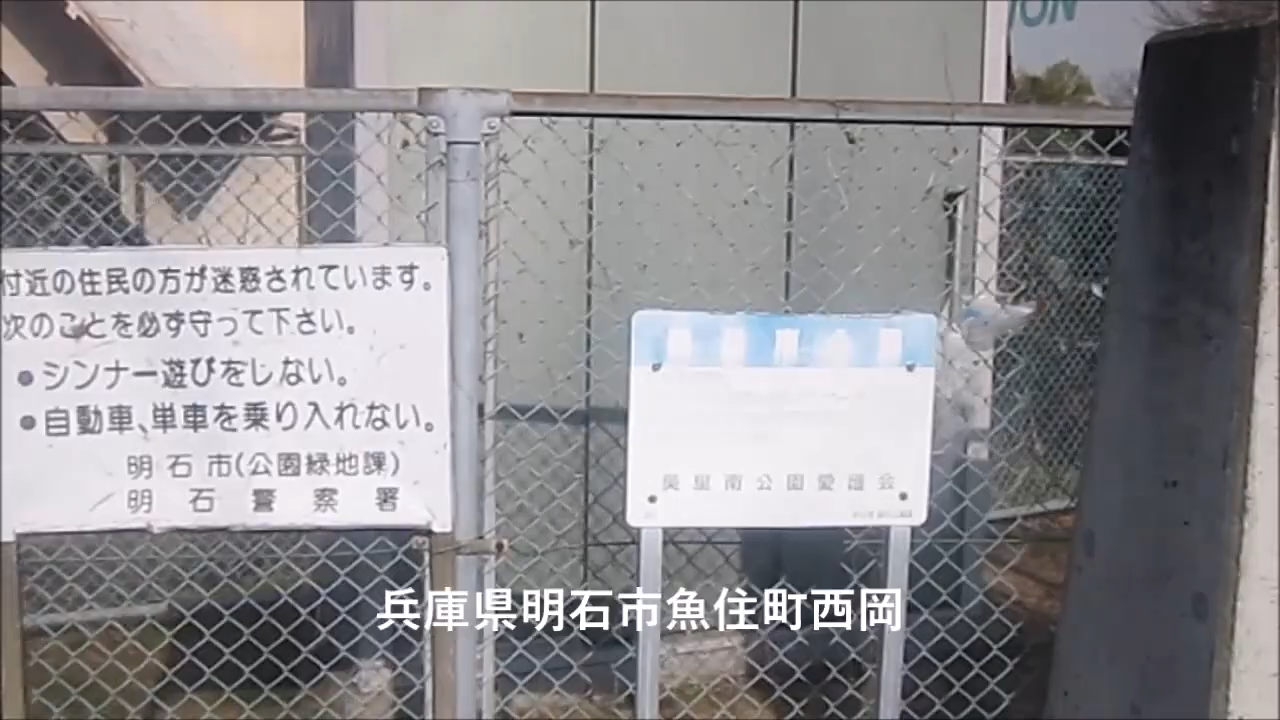 付近の住民の方が迷惑されています。
次のことを必ず守って下さい。
●シンナー遊びをしない。
●自動車、単車を乗り入れない。
明石市(公園緑地課)
明石警察署
ION
美里南公園愛護会
兵庫県明石市魚住町西岡